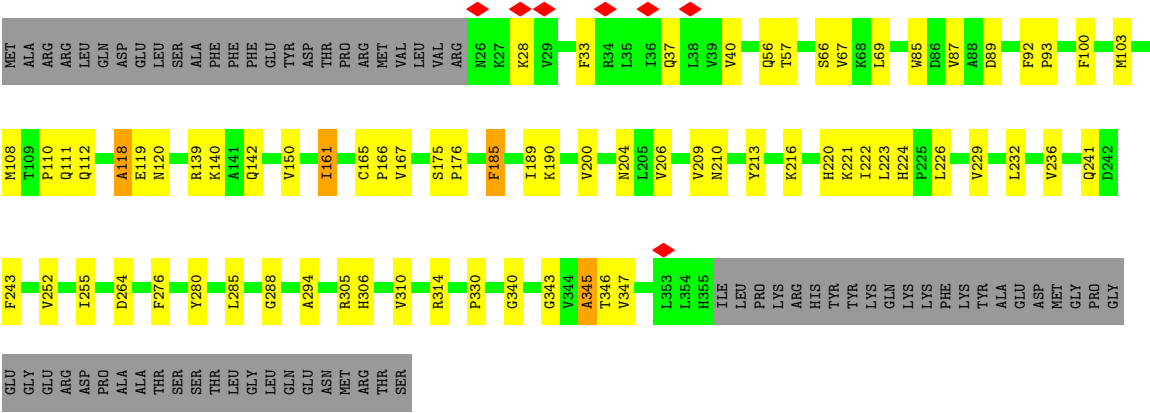 MET ALA ARG ARG LEU GLN ASP GLU LEU SER ALA PHE PHE PHE GLU TYR ASP THR PRO ARG MET VAL LEU VAL ARG N26 K27 K28 V29 F33 R34 L35 I36 Q37 L38 V39 V40 Q56 T57 S66 V67 K68 L69 W85 D86 V87 A88 D89 F92 P93 F100 M103
M108 T109 P110 Q111 Q112 A118 E119 N120 R139 K140 A141 Q142 V150 I161 C165 P166 V167 S175 P176 F185 I189 K190 V200 N204 L205 V206 V209 N210 Y213 K216 H220 K221 I222 L223 H224 P225 L226 V229 L232 V236 Q241 D242
F243 V252 I255 D264 F276 Y280 L285 G288 A294 R305 H306 V310 R314 P330 G340 G343 V344 A345 T346 V347 L353 L354 H355 ILE LEU PRO LYS ARG HIS TYR TYR LYS GLN LYS LYS PHE LYS TYR ALA GLU ASP MET GLY PRO GLY
GLU GLY GLU ARG ASP PRO ALA ALA THR SER SER THR LEU GLY LEU GLN GLU ASN MET ARG THR SER